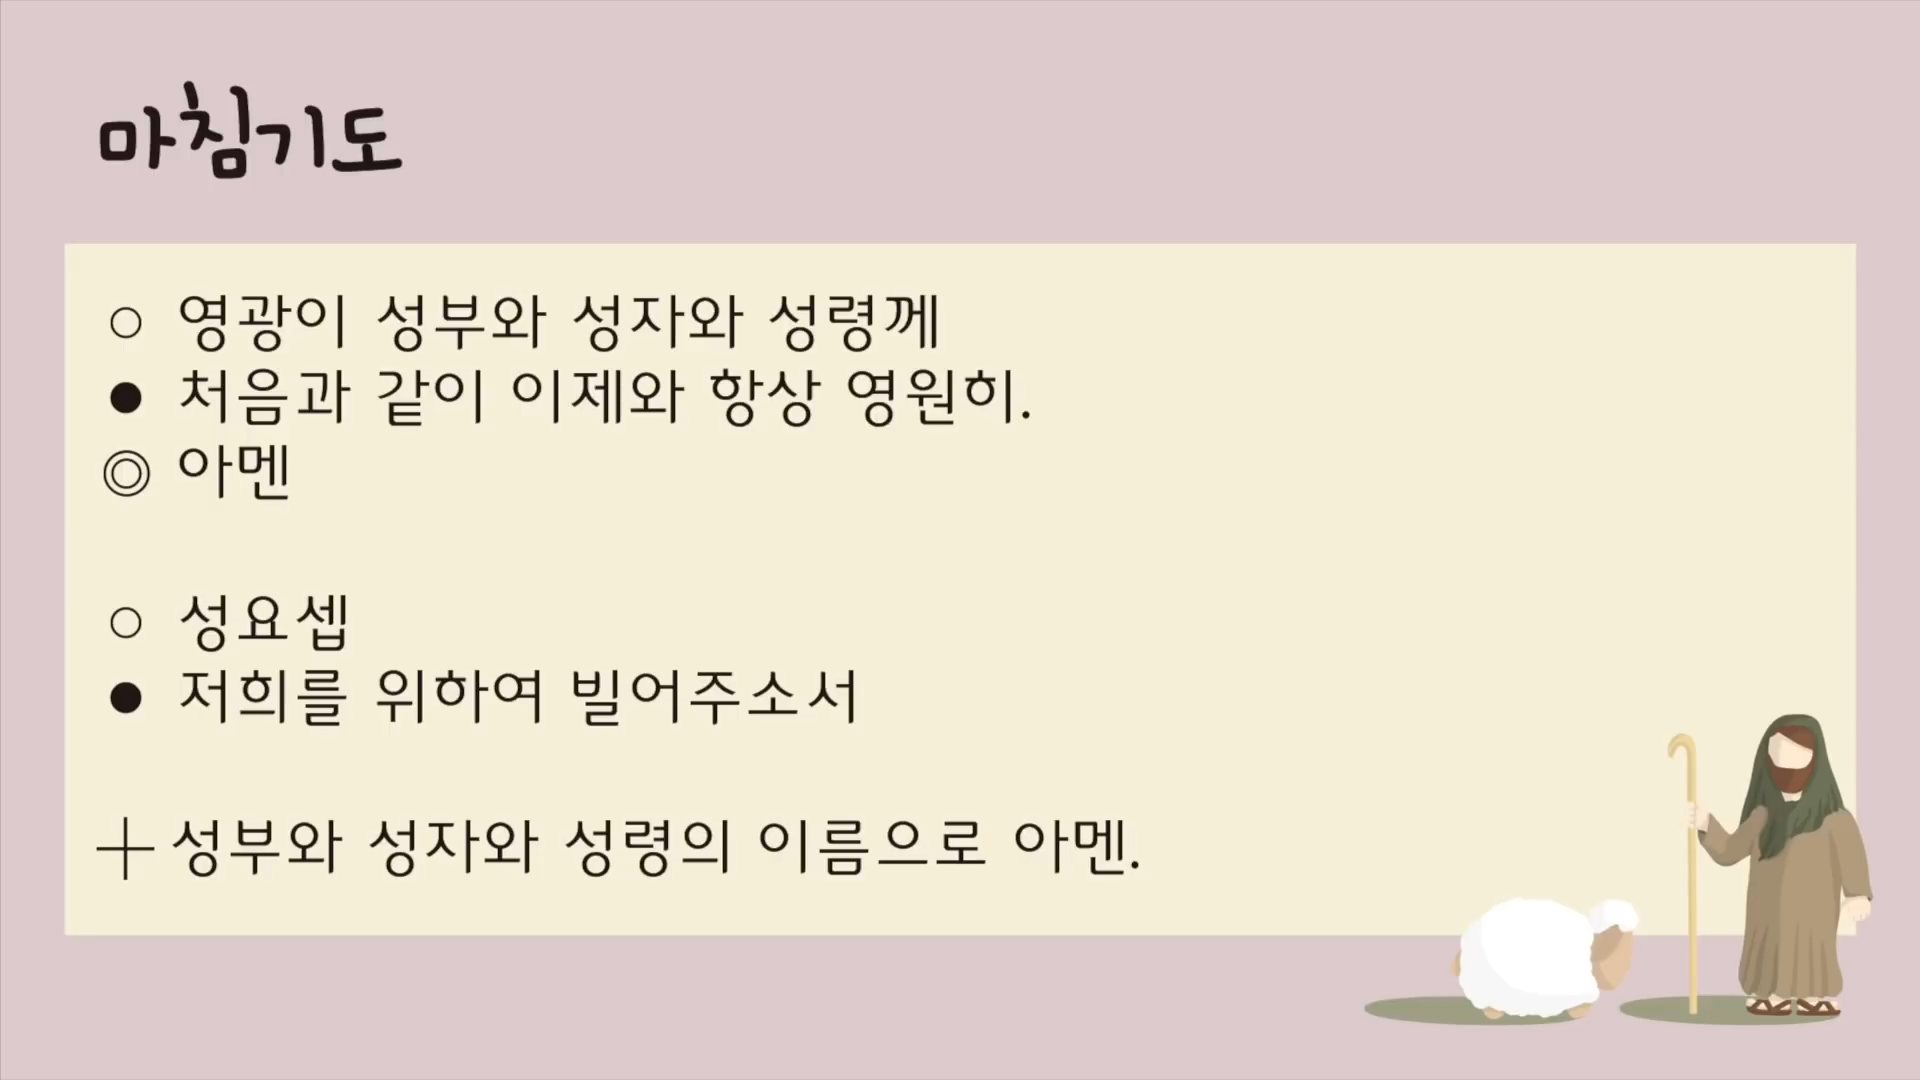 마침기도
○ 영광이 성부와 성자와 성령께
● 처음과 같이 이제와 항상 영원히.
◎ 아멘
○ 성요셉
● 저희를 위하여 빌어주소서
┼ 성부와 성자와 성령의 이름으로 아멘.